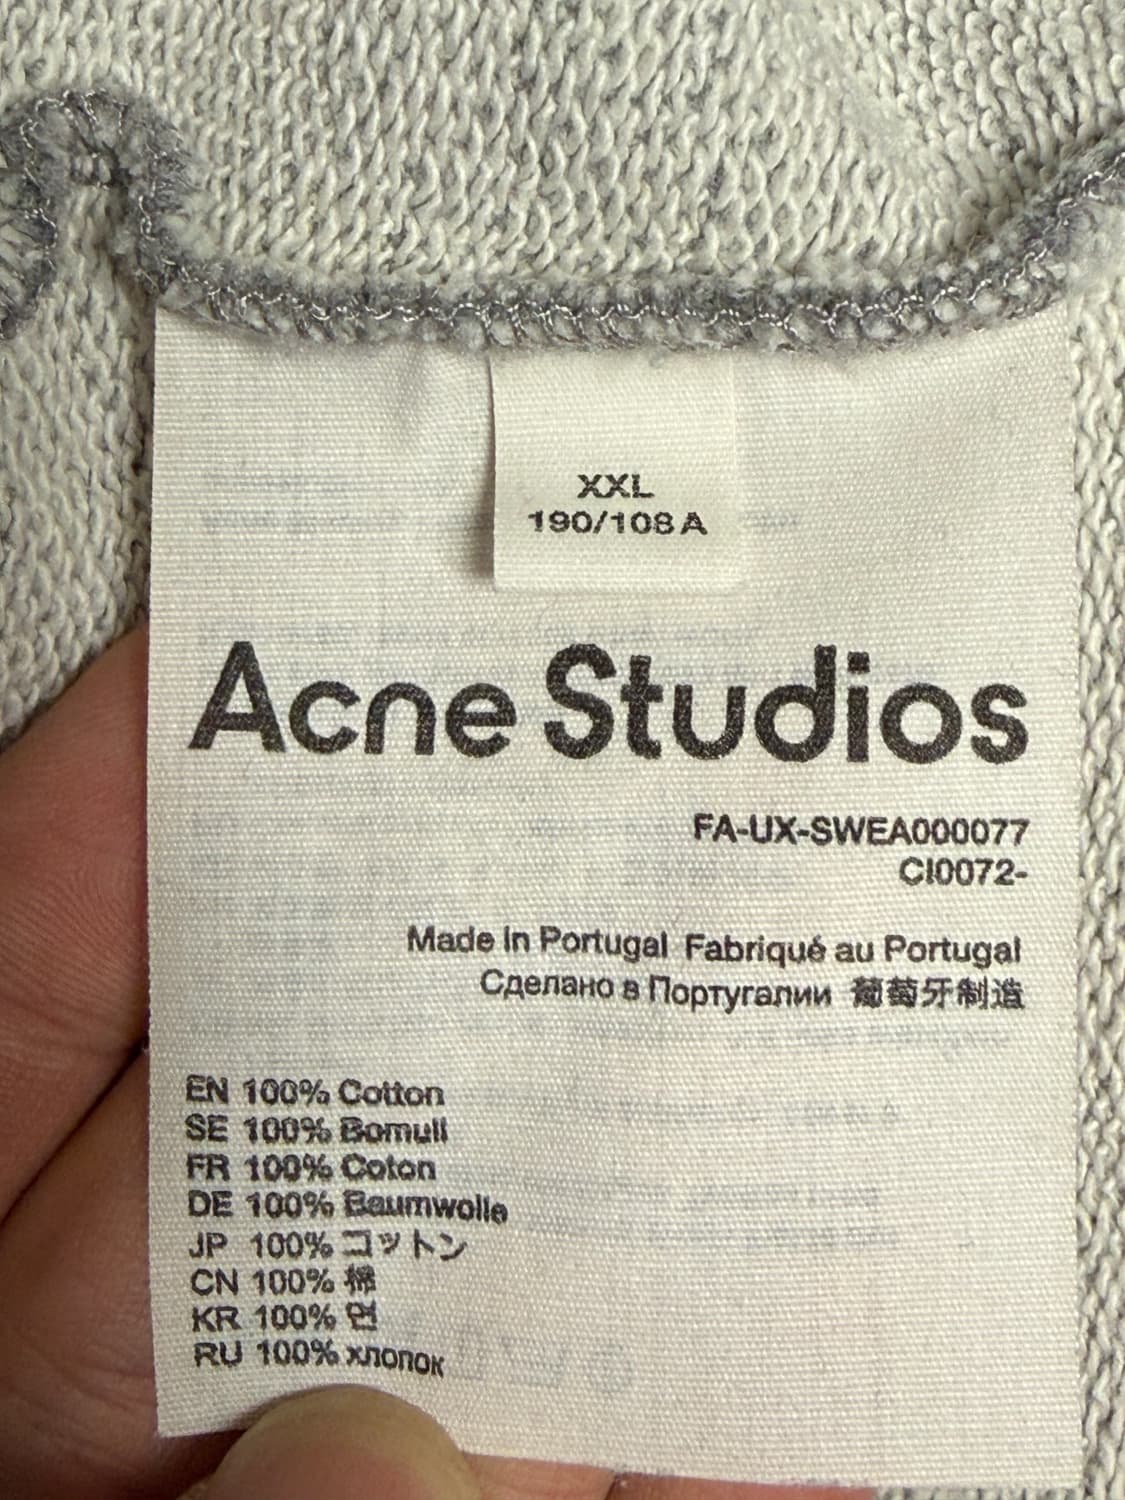 XXL
190/108A
Acne Studios
FA-UX-SWEA000077
CI0072-
Made In Portugal Fabriqué au Portugal
Сделано в Португалии 葡萄牙制造
EN 100% Cotton
SE 100% Bomull
FR 100% Coton
DE 100% Baumwolle
JP 100% コットン
CN 100% 棉
KR 100% 면
RU 100% хлопок